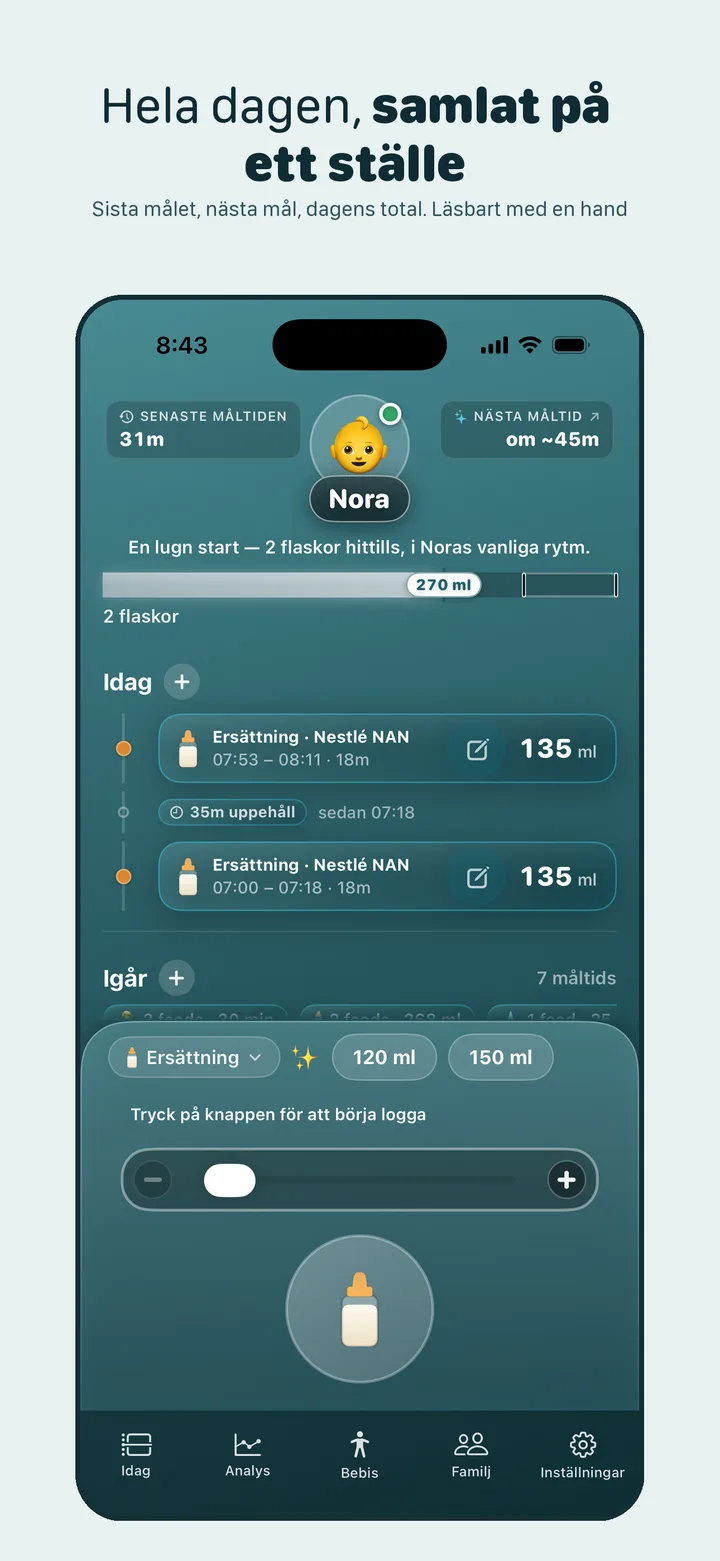 Hela dagen, samlat på
ett ställe
Sista målet, nästa mål, dagens total. Läsbart med en hand
8:43
SENASTE MÅLTIDEN
31m
NÄSTA MÅLTID
om ~45m
Nora
En lugn start — 2 flaskor hittills, i Noras vanliga rytm.
270 ml
2 flaskor
Idag
Ersättning · Nestlé NAN
07:53 – 08:11 · 18m
135 ml
35m uppehåll sedan 07:18
Ersättning · Nestlé NAN
07:00 – 07:18 · 18m
135 ml
Igår
7 måltids
Ersättning
120 ml
150 ml
Tryck på knappen för att börja logga
Idag
Analys
Bebis
Familj
Inställningar